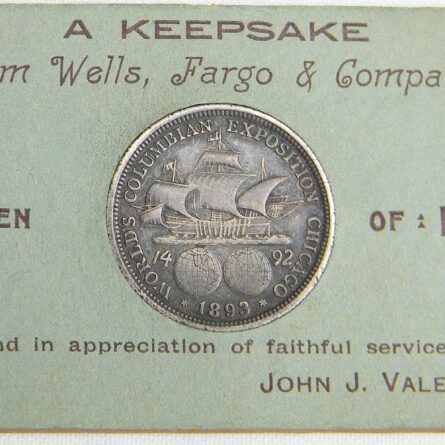 A KEEPSAKE
m Wells, Fargo & Compa
WORLD'S COLUMBIAN EXPOSITION CHICAGO
14 92
* 1893 *
EN OF:
nd in appreciation of faithful service
JOHN J. VALE